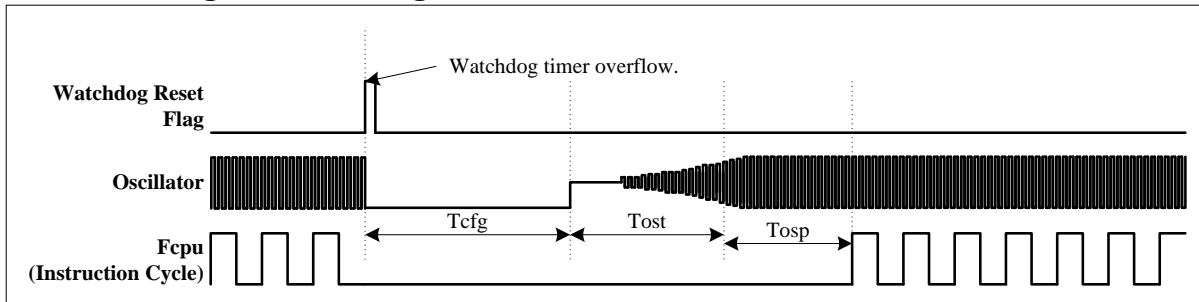 Watchdog timer overflow.
Watchdog Reset
Flag
Oscillator
Tcfg
Tost
Tosp
Fcpu
(Instruction Cycle)